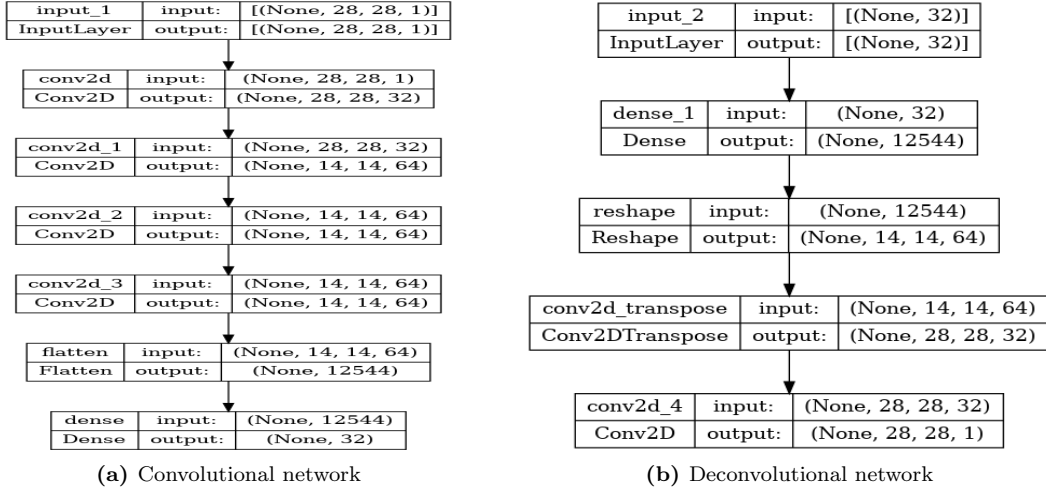 input_1 input: [(None, 28, 28, 1)]
InputLayer output: [(None, 28, 28, 1)]
conv2d input: (None, 28, 28, 1)
Conv2D output: (None, 28, 28, 32)
conv2d_1 input: (None, 28, 28, 32)
Conv2D output: (None, 14, 14, 64)
conv2d_2 input: (None, 14, 14, 64)
Conv2D output: (None, 14, 14, 64)
conv2d_3 input: (None, 14, 14, 64)
Conv2D output: (None, 14, 14, 64)
flatten input: (None, 14, 14, 64)
Flatten output: (None, 12544)
dense input: (None, 12544)
Dense output: (None, 32)
(a) Convolutional network
input_2 input: [(None, 32)]
InputLayer output: [(None, 32)]
dense_1 input: (None, 32)
Dense output: (None, 12544)
reshape input: (None, 12544)
Reshape output: (None, 14, 14, 64)
conv2d_transpose input: (None, 14, 14, 64)
Conv2DTranspose output: (None, 28, 28, 32)
conv2d_4 input: (None, 28, 28, 32)
Conv2D output: (None, 28, 28, 1)
(b) Deconvolutional network